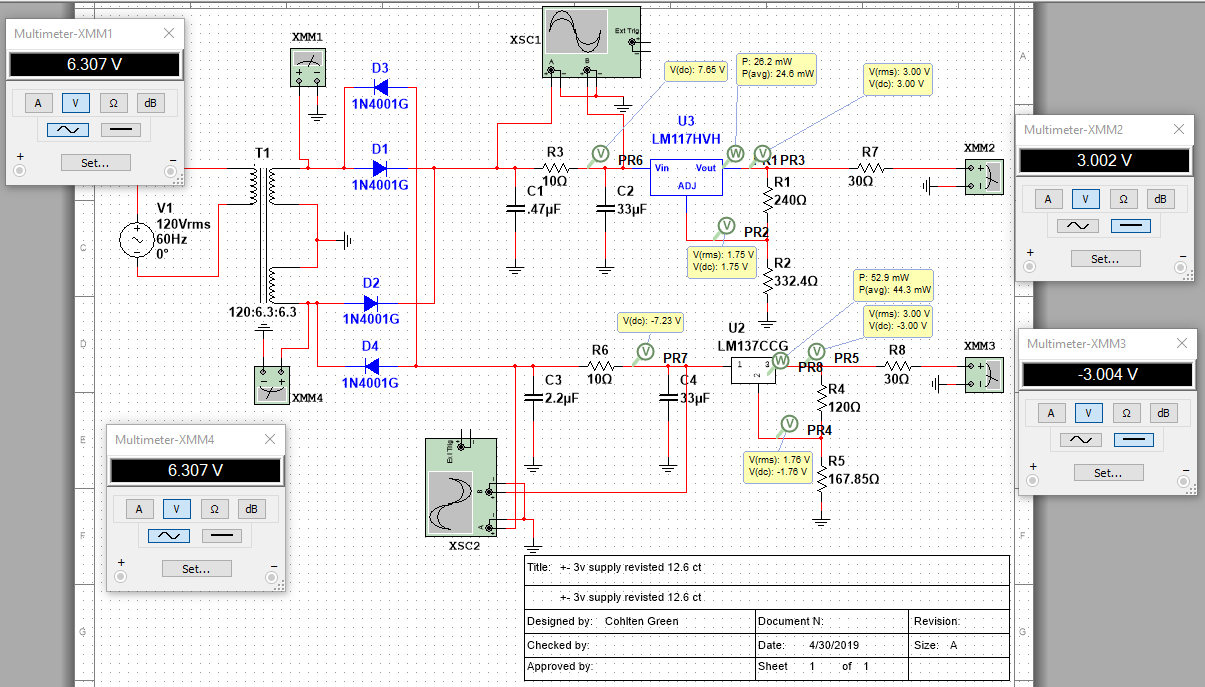 Multimeter-XMM1
6.307 V
A V Ω dB
Set...
+ −
XMM1
D3
1N4001G
D1
1N4001G
T1
V1
120Vrms
60Hz
0°
120:6.3:6.3
D2
1N4001G
D4
1N4001G
XMM4
Multimeter-XMM4
6.307 V
A V Ω dB
Set...
+ −
XSC1
Ext Trig
A B
V(dc): 7.65 V
P: 26.2 mW
P(avg): 24.6 mW
V(rms): 3.00 V
V(dc): 3.00 V
U3
LM117HVH
Vin Vout
ADJ
R3
10Ω
PR6
PR3
C1
.47µF
C2
33µF
R1
240Ω
R7
30Ω
XMM2
PR2
V(rms): 1.75 V
V(dc): 1.75 V
R2
332.4Ω
Multimeter-XMM2
3.002 V
A V Ω dB
Set...
+ −
P: 52.9 mW
P(avg): 44.3 mW
V(rms): 3.00 V
V(dc): -3.00 V
V(dc): -7.23 V
U2
LM137CCG
1 3
2
R6
10Ω
PR7
PR8
PR5
R8
30Ω
XMM3
C3
2.2µF
C4
33µF
R4
120Ω
PR4
V(rms): 1.76 V
V(dc): -1.76 V
R5
167.85Ω
Multimeter-XMM3
-3.004 V
A V Ω dB
Set...
+ −
Ext Trig
B
A
XSC2
A
C
D
E
F
G
Title: +- 3v supply revisted 12.6 ct
+- 3v supply revisted 12.6 ct
Designed by: Cohlten Green
Document N:
Revision:
Checked by:
Date: 4/30/2019
Size: A
Approved by:
Sheet 1 of 1